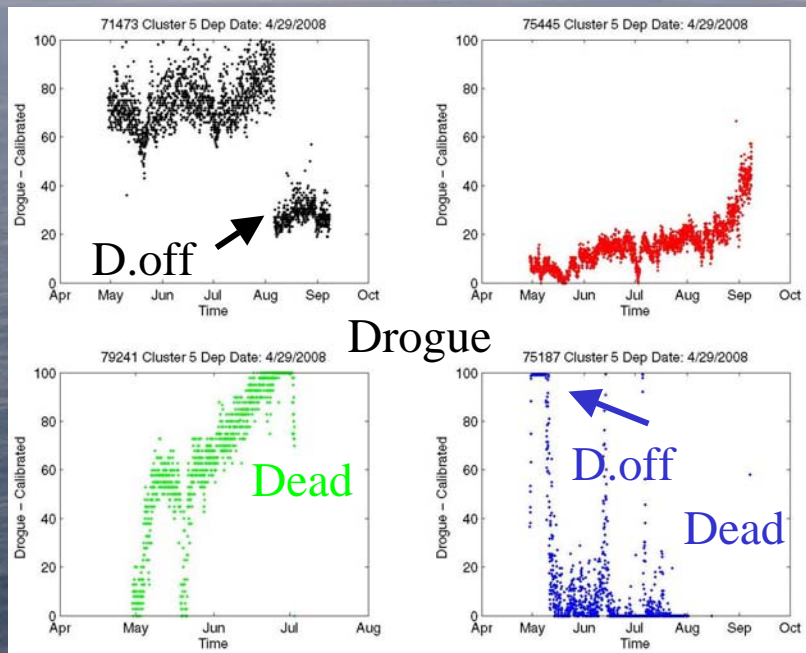 71473 Cluster 5 Dep Date: 4/29/2008
100
80
60
40
20
0
Drogue – Calibrated
D.off
Apr May Jun Jul Aug Sep Oct
Time
75445 Cluster 5 Dep Date: 4/29/2008
100
80
60
40
20
0
Drogue – Calibrated
Apr May Jun Jul Aug Sep Oct
Time
Drogue
79241 Cluster 5 Dep Date: 4/29/2008
100
80
60
40
20
0
Drogue – Calibrated
Dead
Apr May Jun Jul Aug
Time
75187 Cluster 5 Dep Date: 4/29/2008
100
80
60
40
20
0
Drogue – Calibrated
D.off
Dead
Apr May Jun Jul Aug Sep Oct
Time